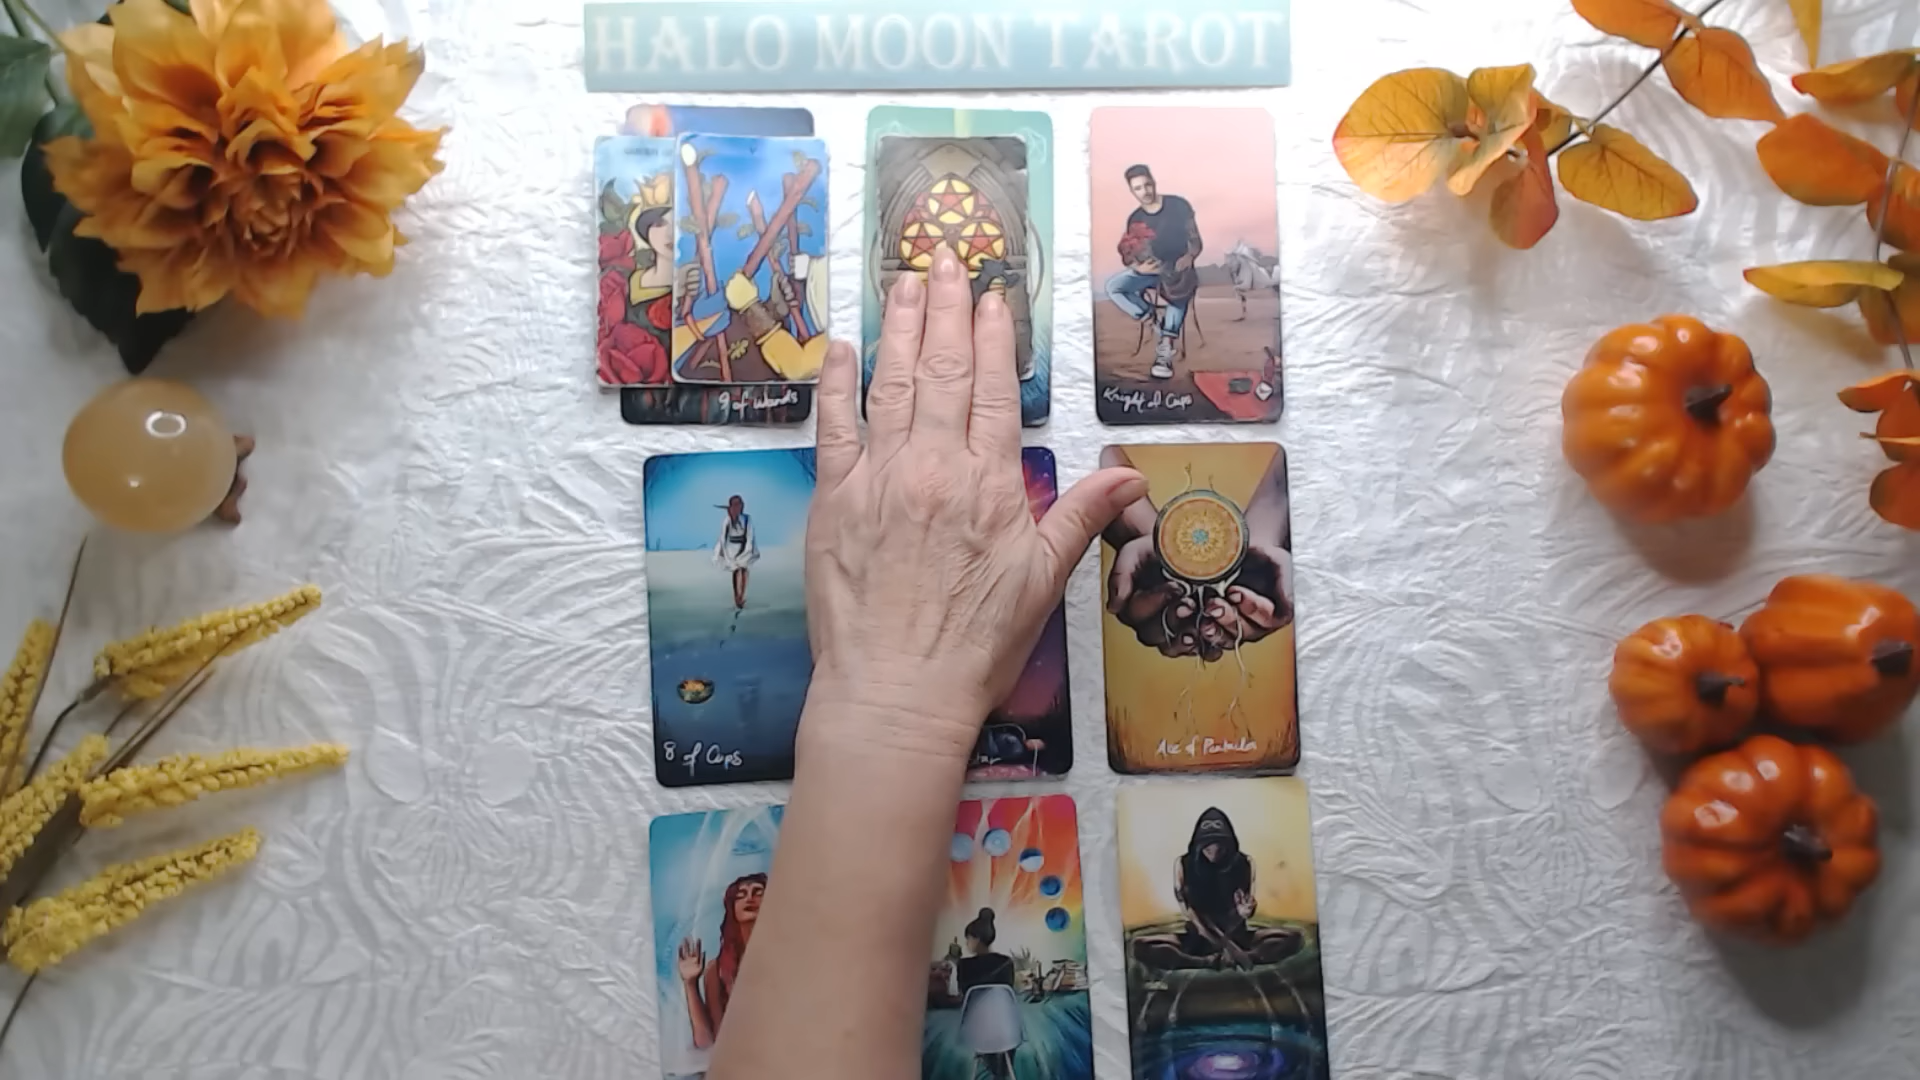 HALO MOON TAROT
V
9 of Wands
Knight of Cups
8 of Cups
Ace of Pentacles